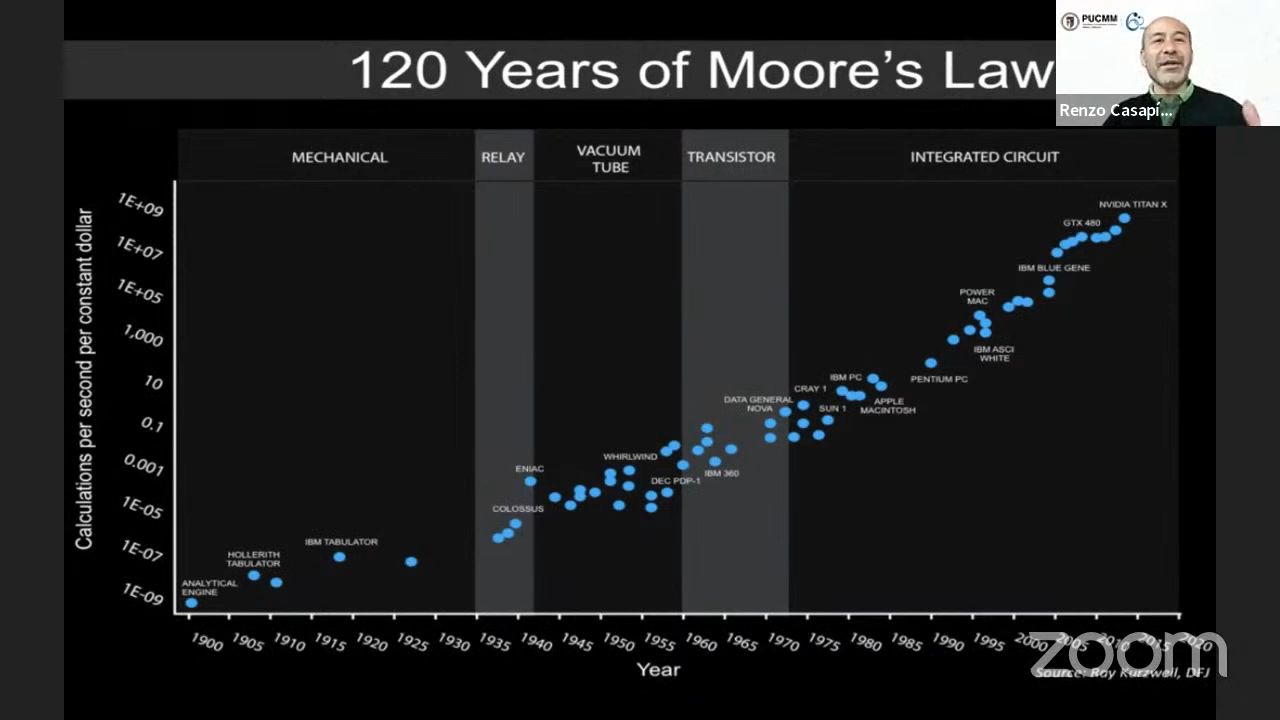 PUCMM
120 Years of Moore's Law
Renzo Casapí...
MECHANICAL
RELAY
VACUUM
TUBE
TRANSISTOR
INTEGRATED CIRCUIT
Calculations per second per constant dollar
1E+09
1E+07
1E+05
1,000
10
0.1
0.001
1E-05
1E-07
1E-09
NVIDIA TITAN X
GTX 480
IBM BLUE GENE
POWER
MAC
IBM ASCI
WHITE
PENTIUM PC
IBM PC
CRAY 1
APPLE
MACINTOSH
DATA GENERAL
NOVA
SUN 1
WHIRLWIND
IBM 360
ENIAC
DEC PDP-1
COLOSSUS
IBM TABULATOR
HOLLERITH
TABULATOR
ANALYTICAL
ENGINE
1900 1905 1910 1915 1920 1925 1930 1935 1940 1945 1950 1955 1960 1965 1970 1975 1980 1985 1990 1995 2000 2005 2010 2015 2020
Year
zoom
Source: Ray Kurzweil, DFJ